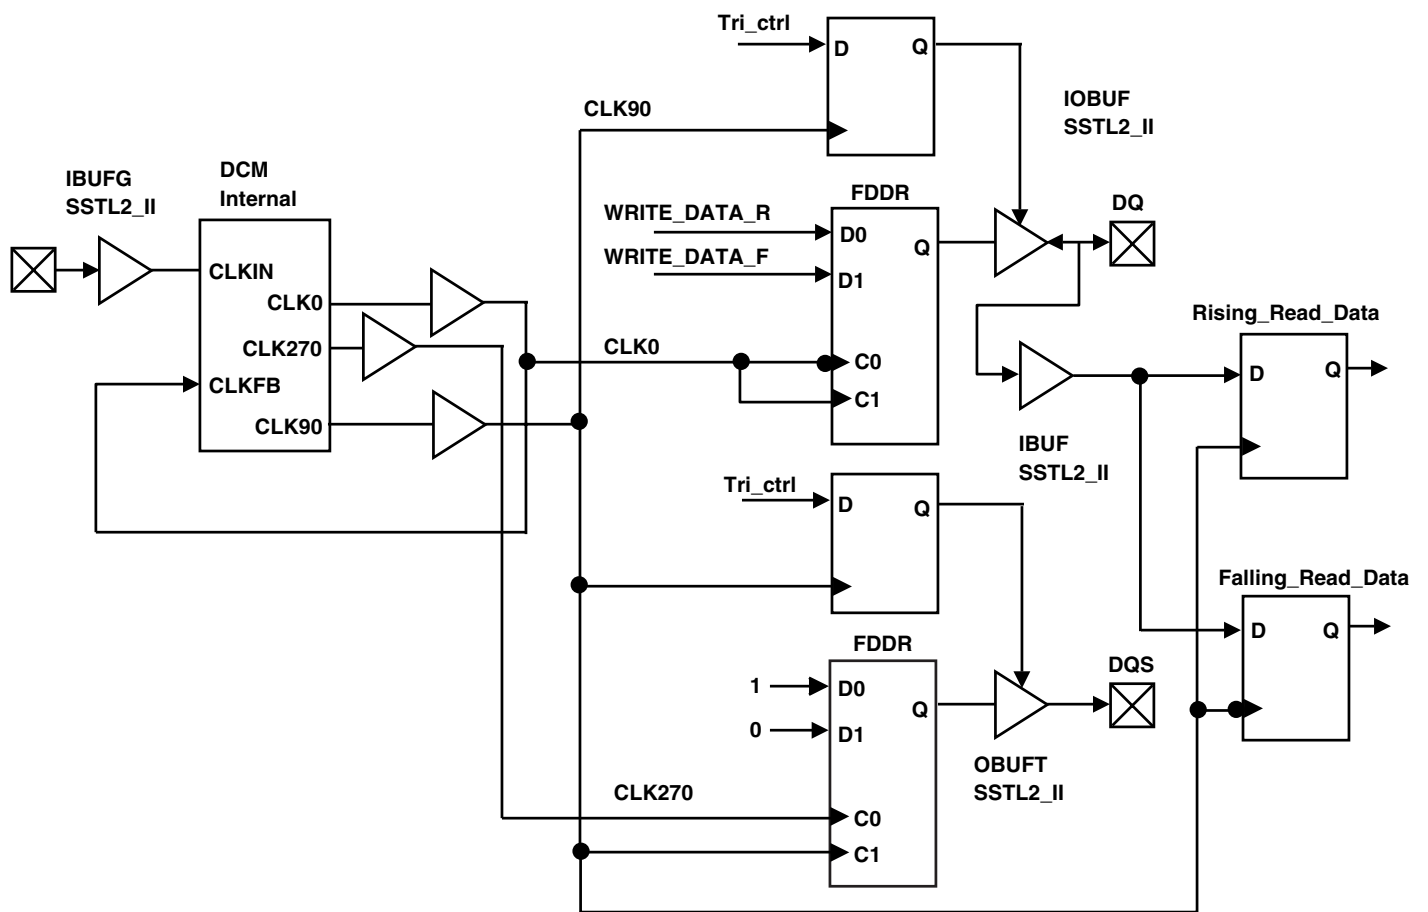 Tri_ctrl
D
Q
CLK90
IOBUF
SSTL2_II
IBUFG
SSTL2_II
DCM
Internal
CLKIN
CLK0
CLK270
CLKFB
CLK90
FDDR
WRITE_DATA_R
WRITE_DATA_F
D0
D1
Q
C0
C1
CLK0
DQ
IBUF
SSTL2_II
Rising_Read_Data
D
Q
Tri_ctrl
D
Q
Falling_Read_Data
D
Q
FDDR
1
0
D0
D1
Q
C0
C1
CLK270
OBUFT
SSTL2_II
DQS